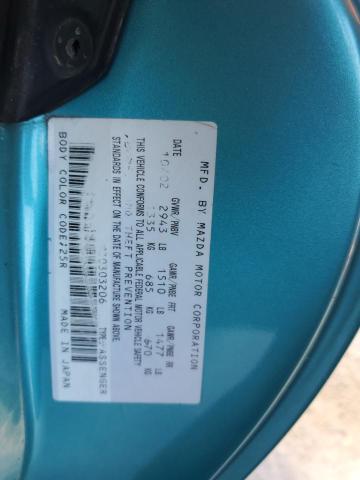 MFD. BY MAZDA MOTOR CORPORATION
DATE GVWR/PNBV GAWR/PNBE FRT GAWR/PNBE RR
10/02 2943 LB 1510 LB 1477 LB
1335 KG 685 KG 670 KG
THIS VEHICLE CONFORMS TO ALL APPLICABLE FEDERAL MOTOR VEHICLE SAFETY
AND THEFT PREVENTION
STANDARDS IN EFFECT ON THE DATE OF MANUFACTURE SHOWN ABOVE.
0303206 TYPE: PASSENGER
BODY COLOR CODE:25R MADE IN JAPAN